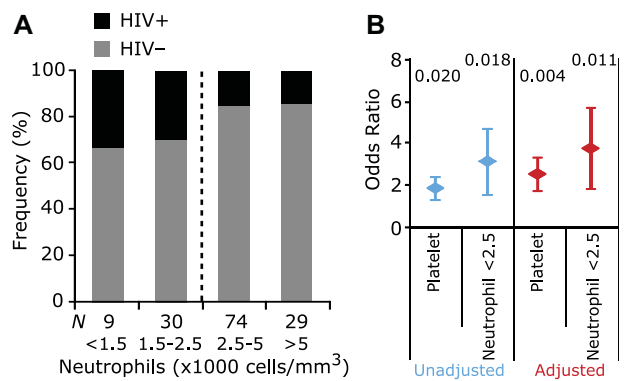 A
HIV+
HIV−
Frequency (%)
100
80
60
40
20
0
N 9 30 74 29
<1.5 1.5-2.5 2.5-5 >5
Neutrophils (x1000 cells/mm³)
B
Odds Ratio
8
6
4
2
0
0.020 0.018 0.004 0.011
Platelet
Neutrophil <2.5
Platelet
Neutrophil <2.5
Unadjusted Adjusted